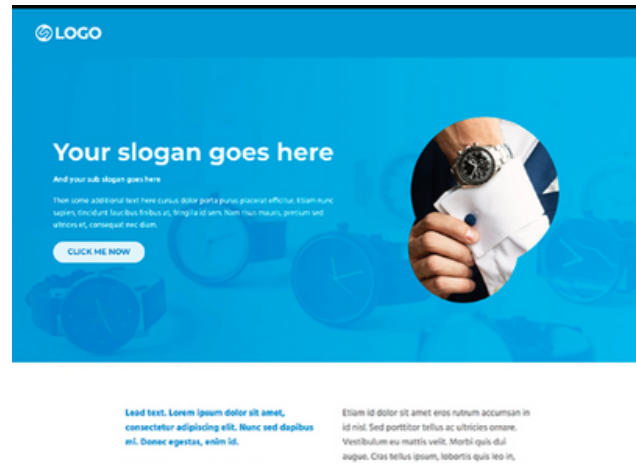 LOGO
Your slogan goes here
And your sub slogan goes here
Then some additional text here cursus dolor porta purus placerat efficitur. Etiam nunc
sapien, tincidunt faucibus finibus at, fringilla id sem. Nam risus mauris, pretium sed
ultrices et, consequat nec diam.
CLICK ME NOW
Lead text. Lorem ipsum dolor sit amet,
consectetur adipiscing elit. Nunc sed dapibus
mi. Donec egestas, enim id.
Etiam id dolor sit amet eros rutrum accumsan in
id nisl. Sed porttitor tellus ac ultricies ornare.
Vestibulum eu mattis velit. Morbi quis dui
augue. Cras tellus ipsum, lobortis quis leo in,